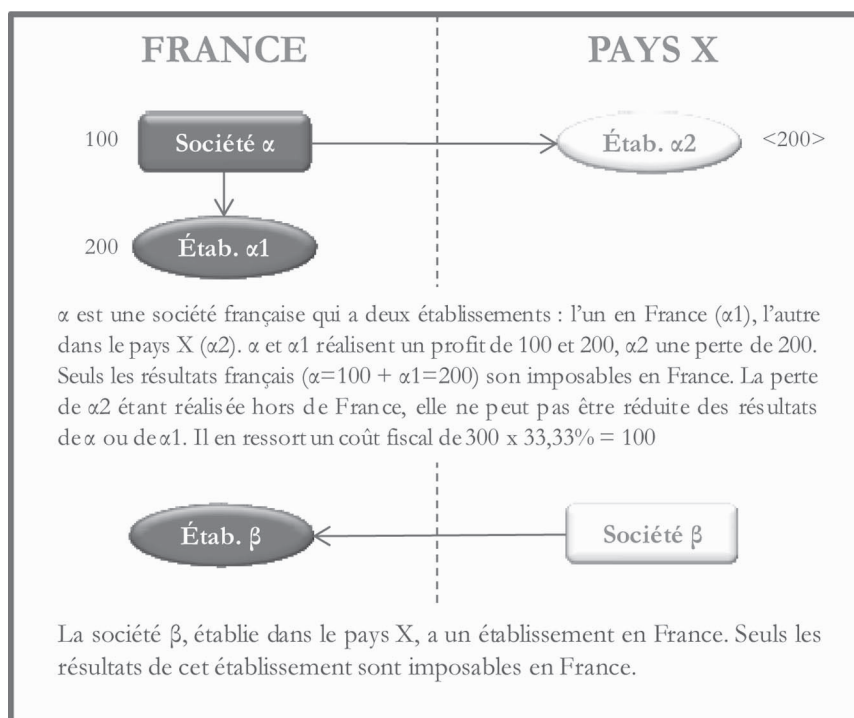 FRANCE PAYS X
100 Société α Étab. α2 <200>
200 Étab. α1
α est une société française qui a deux établissements : l’un en France (α1), l’autre
dans le pays X (α2). α et α1 réalisent un profit de 100 et 200, α2 une perte de 200.
Seuls les résultats français (α=100 + α1=200) son imposables en France. La perte
de α2 étant réalisée hors de France, elle ne peut pas être réduite des résultats
de α ou de α1. Il en ressort un coût fiscal de 300 x 33,33% = 100
Étab. β Société β
La société β, établie dans le pays X, a un établissement en France. Seuls les
résultats de cet établissement sont imposables en France.